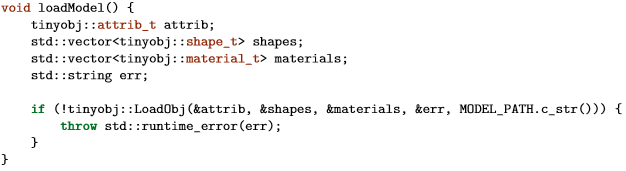 void loadModel() {
    tinyobj::attrib_t attrib;
    std::vector<tinyobj::shape_t> shapes;
    std::vector<tinyobj::material_t> materials;
    std::string err;

    if (!tinyobj::LoadObj(&attrib, &shapes, &materials, &err, MODEL_PATH.c_str())) {
        throw std::runtime_error(err);
    }
}